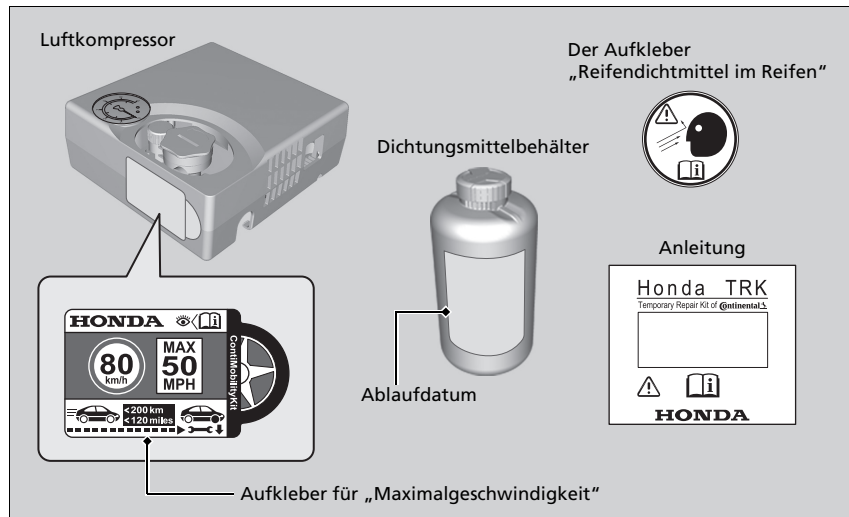 Luftkompressor
Der Aufkleber
„Reifendichtmittel im Reifen“
Dichtungsmittelbehälter
Anleitung
Honda TRK
Temporary Repair Kit of Continental
HONDA
HONDA
ContiMobilityKit
80
km/h
MAX
50
MPH
<200 km
<120 miles
Ablaufdatum
Aufkleber für „Maximalgeschwindigkeit“